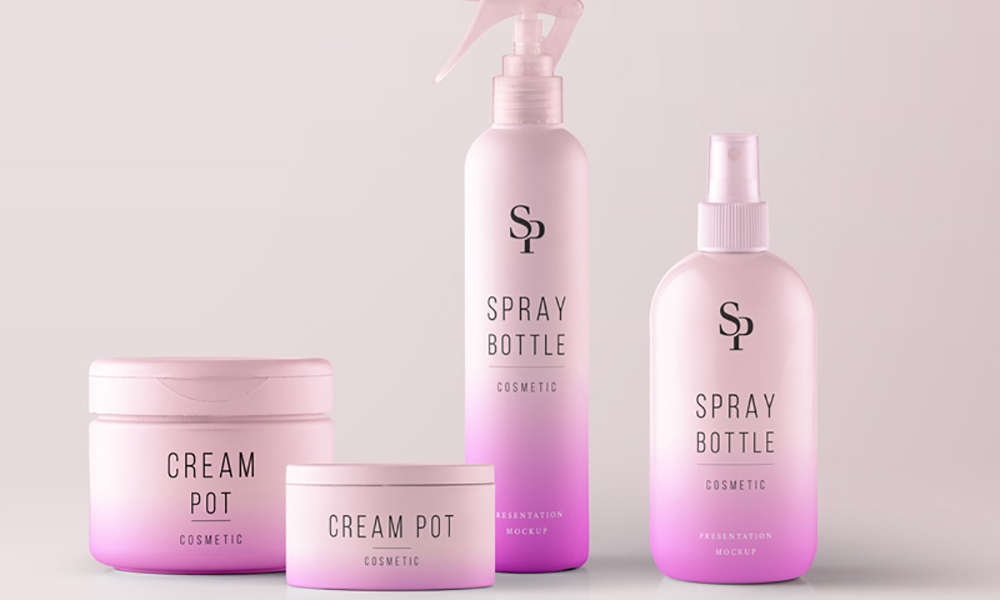 CREAM
POT
COSMETIC
CREAM POT
COSMETIC
SP
SPRAY
BOTTLE
COSMETIC
PRESENTATION
MOCKUP
SP
SPRAY
BOTTLE
COSMETIC
PRESENTATION
MOCKUP